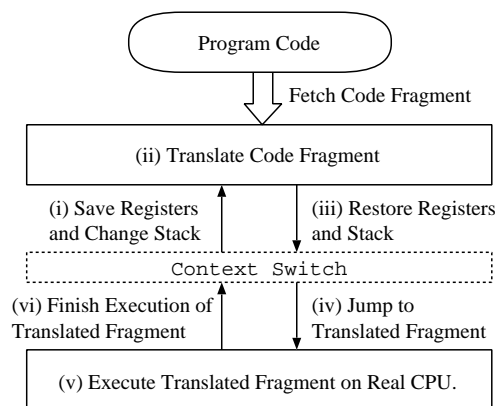 Program Code
Fetch Code Fragment
(ii) Translate Code Fragment
(i) Save Registers
and Change Stack
(iii) Restore Registers
and Stack
Context Switch
(vi) Finish Execution of
Translated Fragment
(iv) Jump to
Translated Fragment
(v) Execute Translated Fragment on Real CPU.